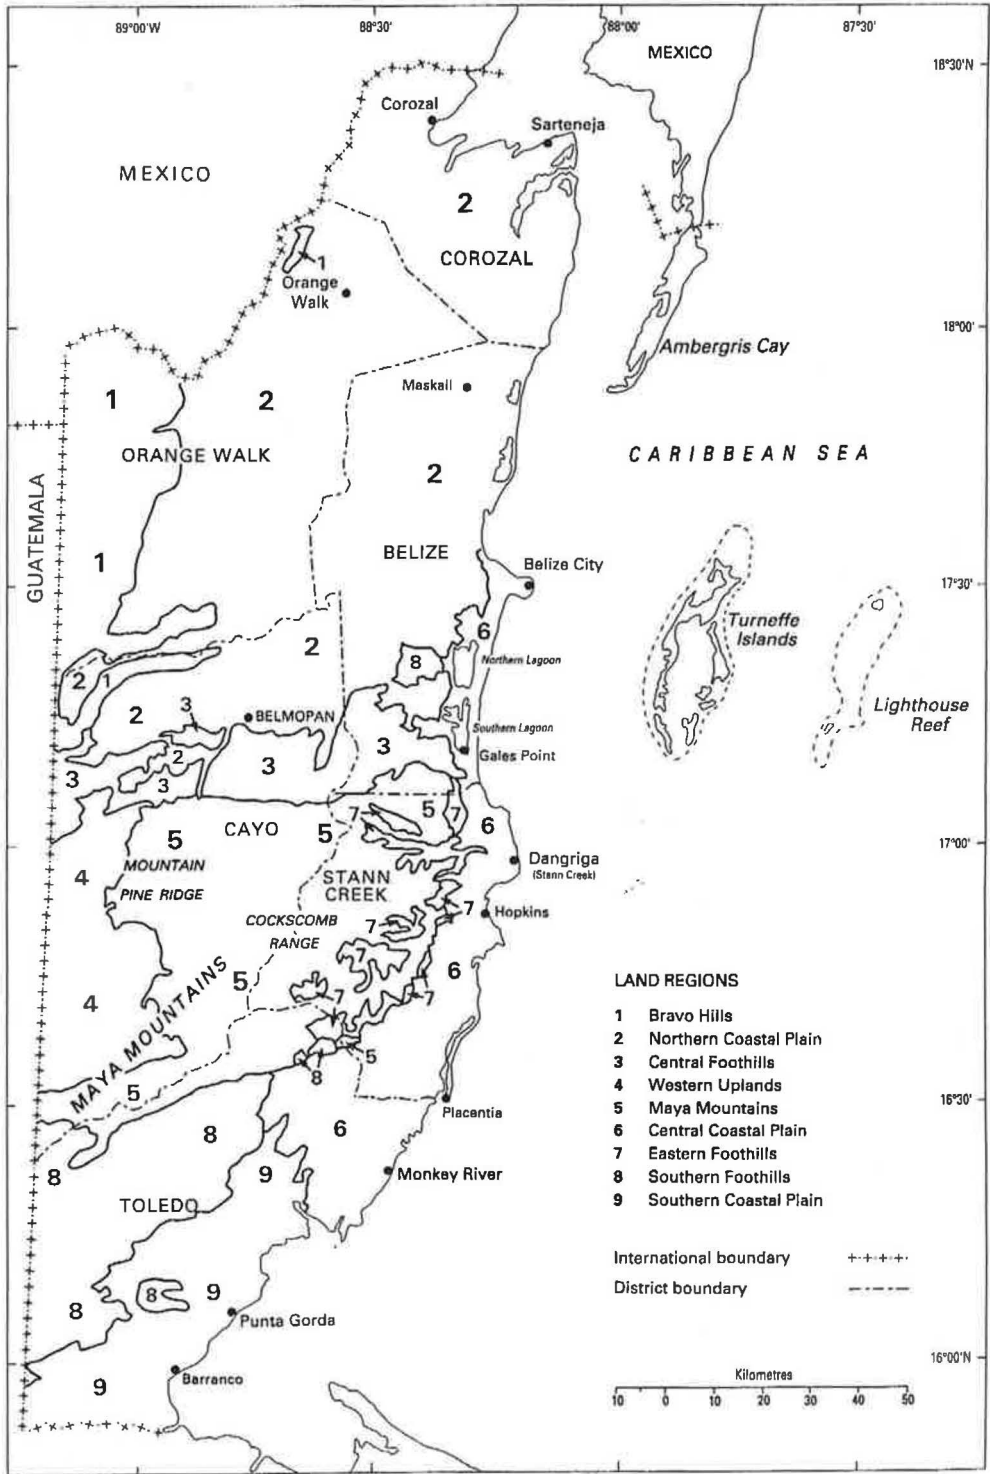 89°00'W
88°30'
88°00'
87°30'
MEXICO
18°30'N
Corozal
Sarteneja
MEXICO
2
COROZAL
1
Orange
Walk
18°00'
Ambergris Cay
Maskall
1
2
ORANGE WALK
CARIBBEAN SEA
2
GUATEMALA
BELIZE
1
Belize City
17°30'
6
Turneffe
Islands
2
8
Northern Lagoon
2
1
3
2
BELMOPAN
Lighthouse
Reef
Southern Lagoon
3
Gales Point
2
3
3
3
7
5
7
6
CAYO
5
5
17°00'
MOUNTAIN
PINE RIDGE
4
STANN
CREEK
Dangriga
(Stann Creek)
COCKSCOMB
RANGE
7
7
Hopkins
7
6
5
4
7
7
MAYA MOUNTAINS
LAND REGIONS
1 Bravo Hills
2 Northern Coastal Plain
3 Central Foothills
4 Western Uplands
5 Maya Mountains
6 Central Coastal Plain
7 Eastern Foothills
8 Southern Foothills
9 Southern Coastal Plain
5
8
5
Placentia
16°30'
8
6
8
9
Monkey River
TOLEDO
International boundary
District boundary
8
9
8
Punta Gorda
16°00'N
Barranco
9
Kilometres
10 0 10 20 30 40 50